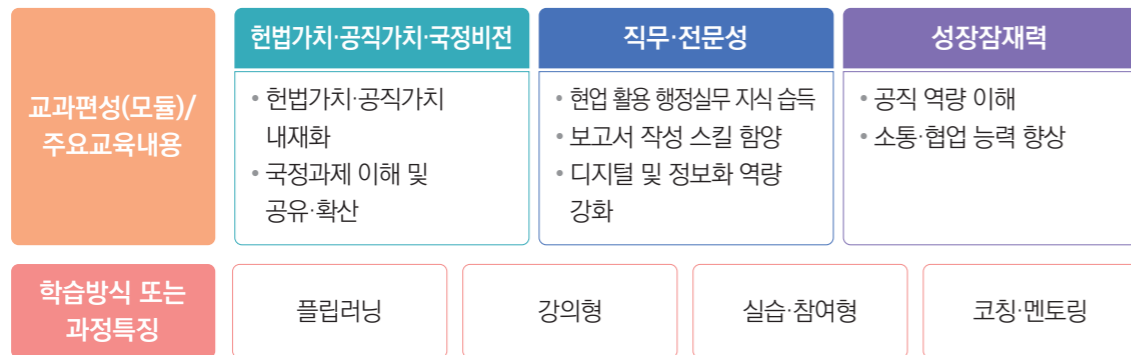 교과편성(모듈)/
주요교육내용
헌법가치·공직가치·국정비전
• 헌법가치·공직가치
내재화
• 국정과제 이해 및
공유·확산
직무·전문성
• 현업 활용 행정실무 지식 습득
• 보고서 작성 스킬 함양
• 디지털 및 정보화 역량
강화
성장잠재력
• 공직 역량 이해
• 소통·협업 능력 향상
학습방식 또는
과정특징
플립러닝
강의형
실습·참여형
코칭·멘토링